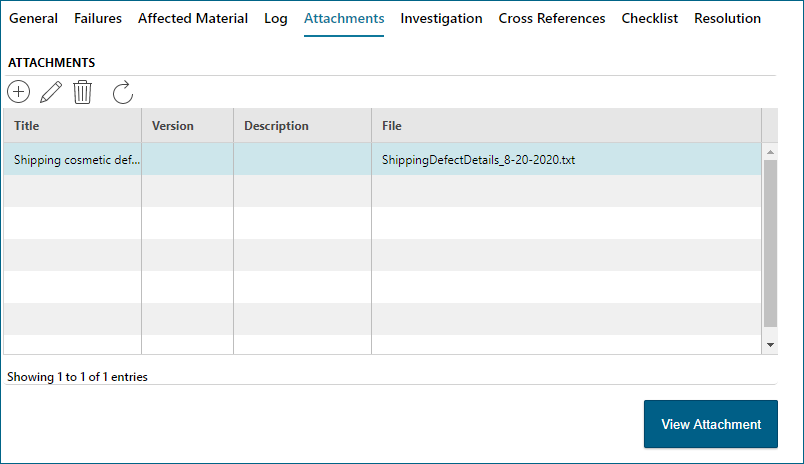 General Failures Affected Material Log Attachments Investigation Cross References Checklist Resolution
ATTACHMENTS
Title Version Description File
Shipping cosmetic def... ShippingDefectDetails_8-20-2020.txt
Showing 1 to 1 of 1 entries
View Attachment